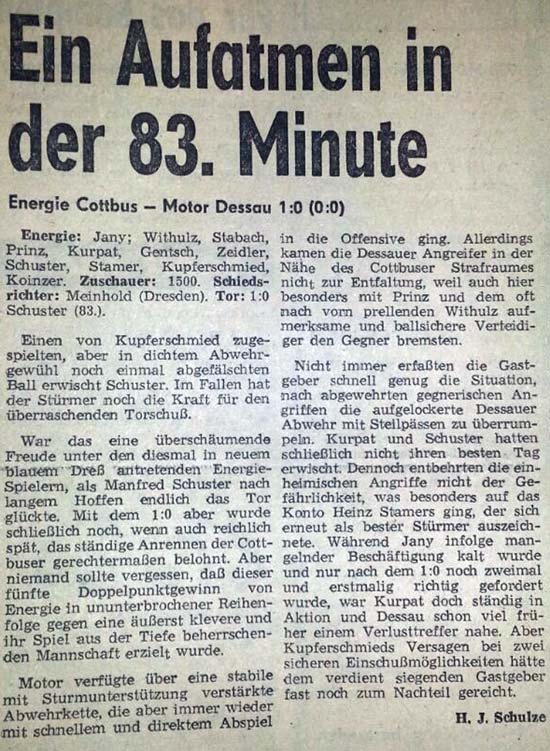 Ein Aufatmen in
der 83. Minute
Energie Cottbus – Motor Dessau 1:0 (0:0)
Energie: Jany; Withulz, Stabach,
Prinz, Kurpat, Gentsch, Zeidler,
Schuster, Stamer, Kupferschmied,
Koinzer. Zuschauer: 1500. Schieds-
richter: Meinhold (Dresden). Tor: 1:0
Schuster (83.).
Einen von Kupferschmied zuge-
spielten, aber in dichtem Abwehr-
gewühl noch einmal abgefälschten
Ball erwischt Schuster. Im Fallen hat
der Stürmer noch die Kraft für den
überraschenden Torschuß.
War das eine überschäumende
Freude unter den diesmal in neuem
blauem Dreß antretenden Energie-
Spielern, als Manfred Schuster nach
langem Hoffen endlich das Tor
glückte. Mit dem 1:0 aber wurde
schließlich noch, wenn auch reichlich
spät, das ständige Anrennen der Cott-
buser gerechtermaßen belohnt. Aber
niemand sollte vergessen, daß dieser
fünfte Doppelpunktgewinn von
Energie in ununterbrochener Reihen-
folge gegen eine äußerst klevere und
ihr Spiel aus der Tiefe beherrschen-
den Mannschaft erzielt wurde.
Motor verfügte über eine stabile
mit Sturmunterstützung verstärkte
Abwehrkette, die aber immer wieder
mit schnellem und direktem Abspiel
in die Offensive ging. Allerdings
kamen die Dessauer Angreifer in der
Nähe des Cottbuser Strafraumes
nicht zur Entfaltung, weil auch hier
besonders mit Prinz und dem oft
nach vorn prellenden Withulz auf-
merksame und ballsichere Verteidi-
ger den Gegner bremsten.
Nicht immer erfaßten die Gast-
geber schnell genug die Situation,
nach abgewehrten gegnerischen An-
griffen die aufgelockerte Dessauer
Abwehr mit Stellpässen zu überrum-
peln. Kurpat und Schuster hatten
schließlich nicht ihren besten Tag
erwischt. Dennoch entbehrten die ein-
heimischen Angriffe nicht der Ge-
fährlichkeit, was besonders auf das
Konto Heinz Stamers ging, der sich
erneut als bester Stürmer auszeich-
nete. Während Jany infolge man-
gelnder Beschäftigung kalt wurde
und nur nach dem 1:0 noch zweimal
und erstmalig richtig gefordert
wurde, war Kurpat doch ständig in
Aktion und Dessau schon viel frü-
her einem Verlusttreffer nahe. Aber
Kupferschmieds Versagen bei zwei
sicheren Einschußmöglichkeiten hätte
dem verdient siegenden Gastgeber
fast noch zum Nachteil gereicht.
H. J. Schulze